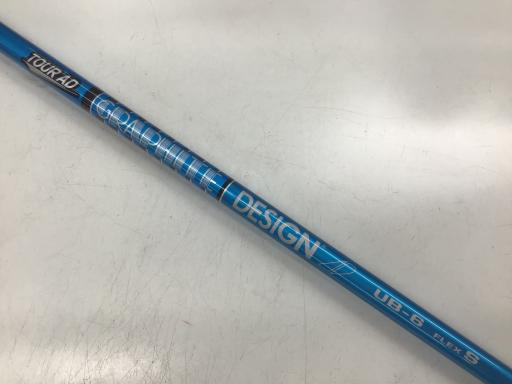 TOUR AD
GRAPHITE DESIGN
UB-6 FLEX S